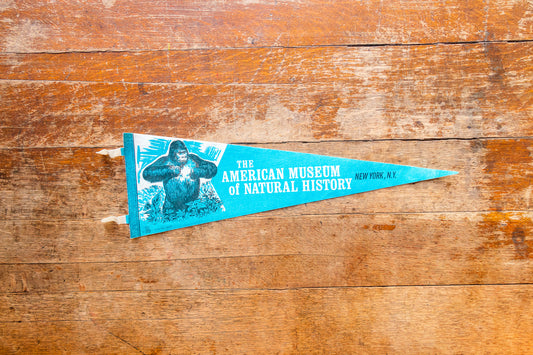 THE
AMERICAN MUSEUM
of NATURAL HISTORY
NEW YORK, N.Y.